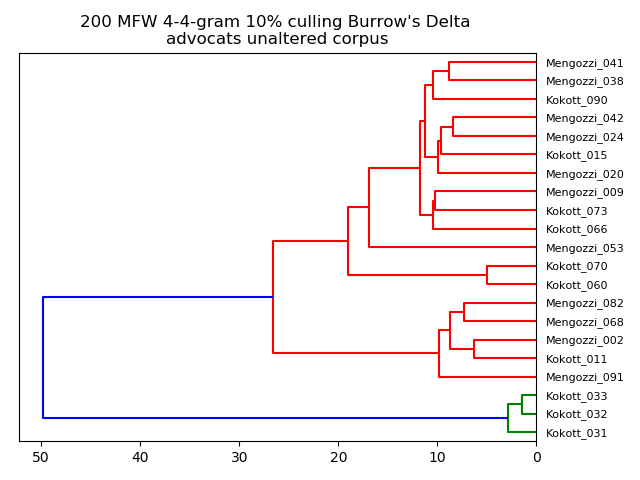 200 MFW 4-4-gram 10% culling Burrow's Delta
advocats unaltered corpus
Mengozzi_041
Mengozzi_038
Kokott_090
Mengozzi_042
Mengozzi_024
Kokott_015
Mengozzi_020
Mengozzi_009
Kokott_073
Kokott_066
Mengozzi_053
Kokott_070
Kokott_060
Mengozzi_082
Mengozzi_068
Mengozzi_002
Kokott_011
Mengozzi_091
Kokott_033
Kokott_032
Kokott_031
50 40 30 20 10 0